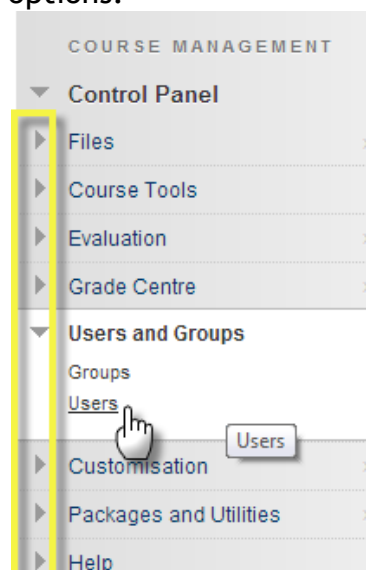 options:
COURSE MANAGEMENT
Control Panel
Files
Course Tools
Evaluation
Grade Centre
Users and Groups
Groups
Users
Users
Customisation
Packages and Utilities
Help